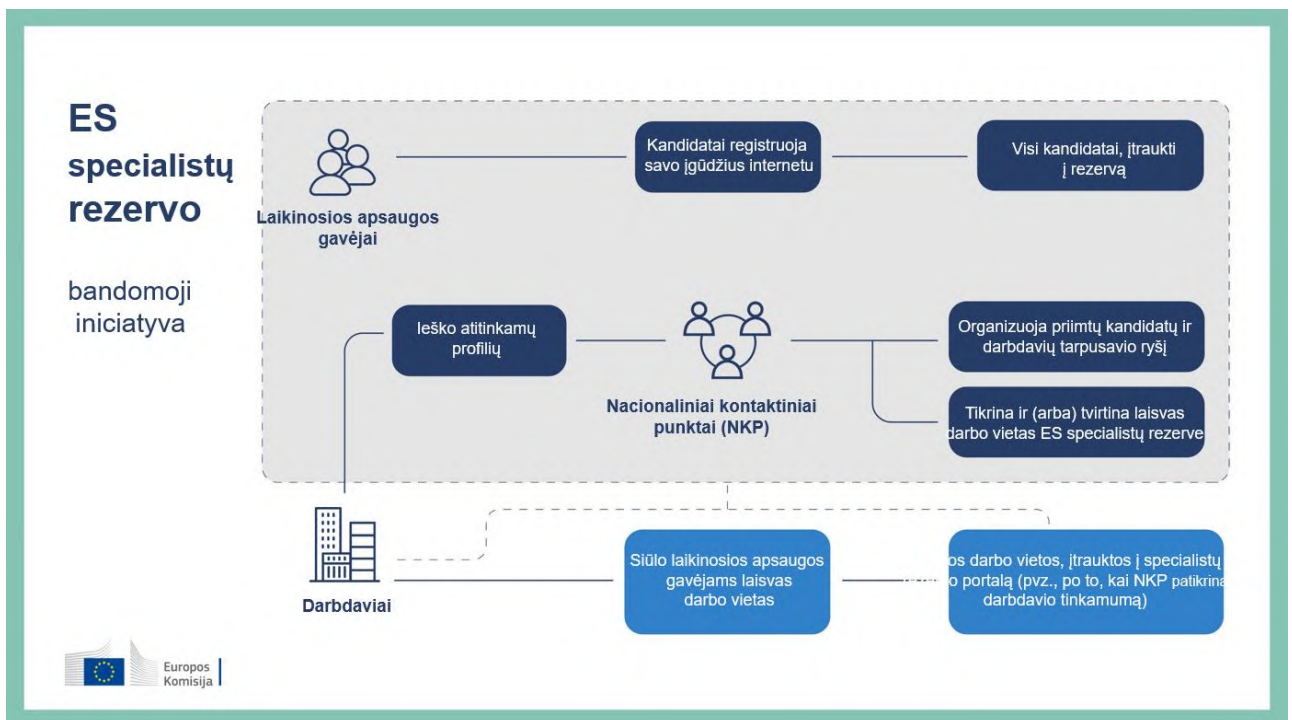 ES
specialistų
rezervo
bandomoji
iniciatyva
Laikinosios apsaugos
gavėjai
Kandidatai registruoja
savo įgūdžius internetu
Visi kandidatai, įtraukti
į rezervą
Ieško atitinkamų
profilių
Nacionaliniai kontaktiniai
punktai (NKP)
Organizuoja priimtų kandidatų ir
darbdavių tarpusavio ryšį
Tikrina ir (arba) tvirtina laisvas
darbo vietas ES specialistų rezerve
Darbdaviai
Siūlo laikinosios apsaugos
gavėjams laisvas
darbo vietas
darbo vietos, įtrauktos į specialistų
portalą (pvz., po to, kai NKP patikrina
darbdavio tinkamumą)
Europos
Komisija